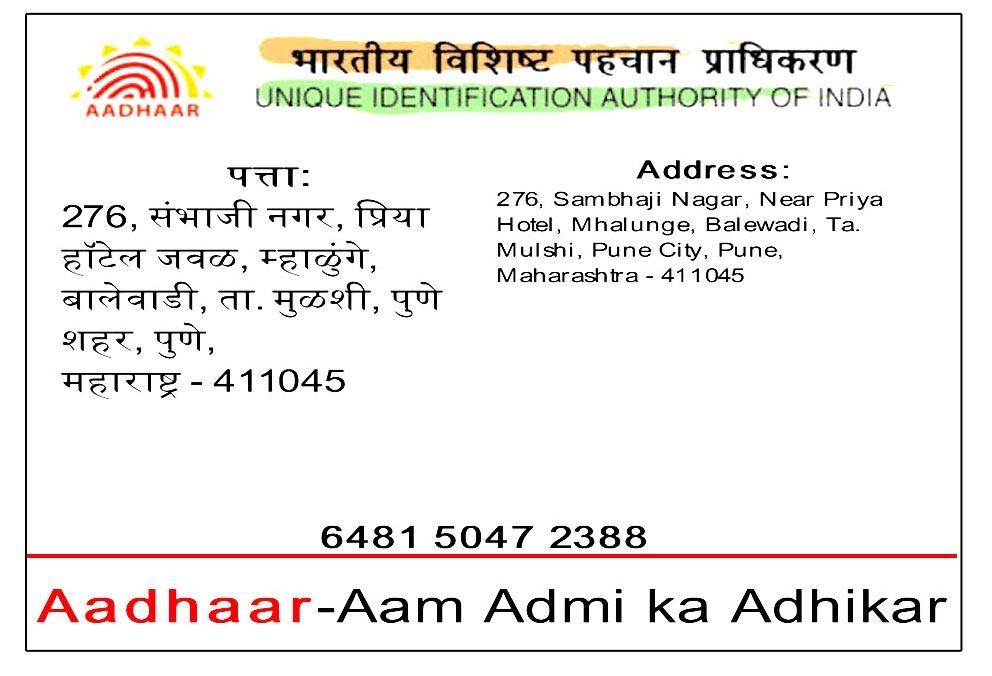 भारतीय विशिष्ट पहचान प्राधिकरण
AADHAAR
UNIQUE IDENTIFICATION AUTHORITY OF INDIA
पत्ता:
276, संभाजी नगर, प्रिया
हॉटेल जवळ, म्हाळुंगे,
बालेवाडी, ता. मुळशी, पुणे
शहर, पुणे,
महाराष्ट्र - 411045
Address:
276, Sambhaji Nagar, Near Priya
Hotel, Mhalunge, Balewadi, Ta.
Mulshi, Pune City, Pune,
Maharashtra - 411045
6481 5047 2388
Aadhaar-Aam Admi ka Adhikar